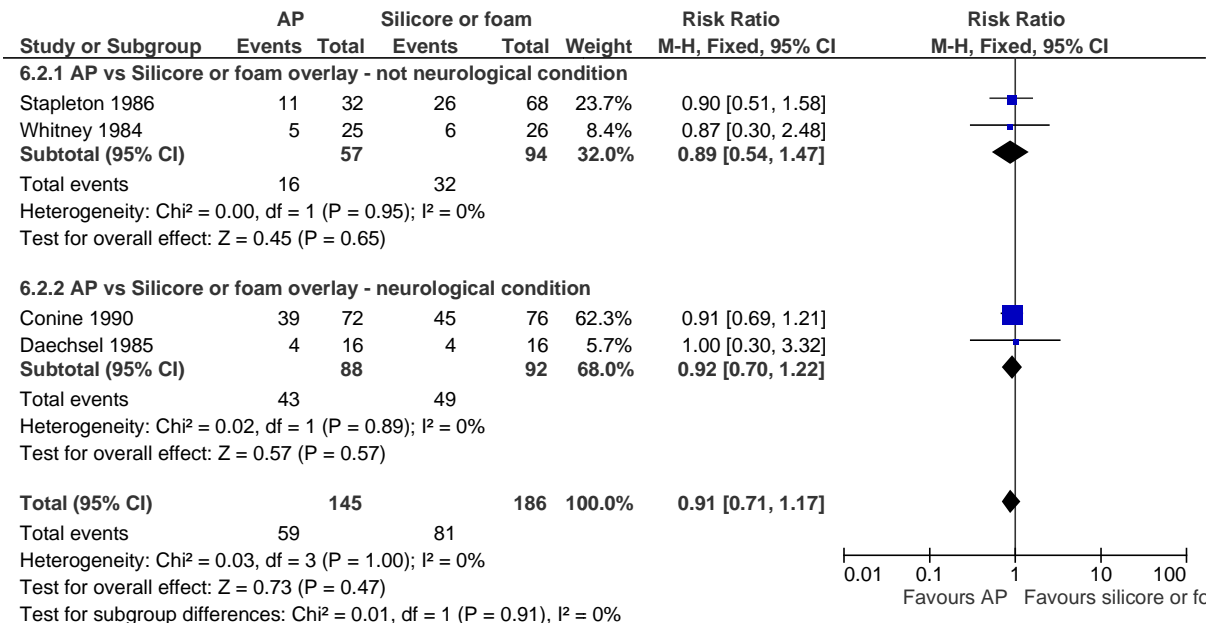 AP Silicore or foam Risk Ratio Risk Ratio
Study or Subgroup Events Total Events Total Weight M-H, Fixed, 95% CI M-H, Fixed, 95% CI
6.2.1 AP vs Silicore or foam overlay - not neurological condition
Stapleton 1986 11 32 26 68 23.7% 0.90 [0.51, 1.58]
Whitney 1984 5 25 6 26 8.4% 0.87 [0.30, 2.48]
Subtotal (95% CI) 57 94 32.0% 0.89 [0.54, 1.47]
Total events 16 32
Heterogeneity: Chi² = 0.00, df = 1 (P = 0.95); I² = 0%
Test for overall effect: Z = 0.45 (P = 0.65)
6.2.2 AP vs Silicore or foam overlay - neurological condition
Conine 1990 39 72 45 76 62.3% 0.91 [0.69, 1.21]
Daechsel 1985 4 16 4 16 5.7% 1.00 [0.30, 3.32]
Subtotal (95% CI) 88 92 68.0% 0.92 [0.70, 1.22]
Total events 43 49
Heterogeneity: Chi² = 0.02, df = 1 (P = 0.89); I² = 0%
Test for overall effect: Z = 0.57 (P = 0.57)
Total (95% CI) 145 186 100.0% 0.91 [0.71, 1.17]
Total events 59 81
Heterogeneity: Chi² = 0.03, df = 3 (P = 1.00); I² = 0%
Test for overall effect: Z = 0.73 (P = 0.47)
Test for subgroup differences: Chi² = 0.01, df = 1 (P = 0.91), I² = 0%
0.01 0.1 1 10 100
Favours AP Favours silicore or fo